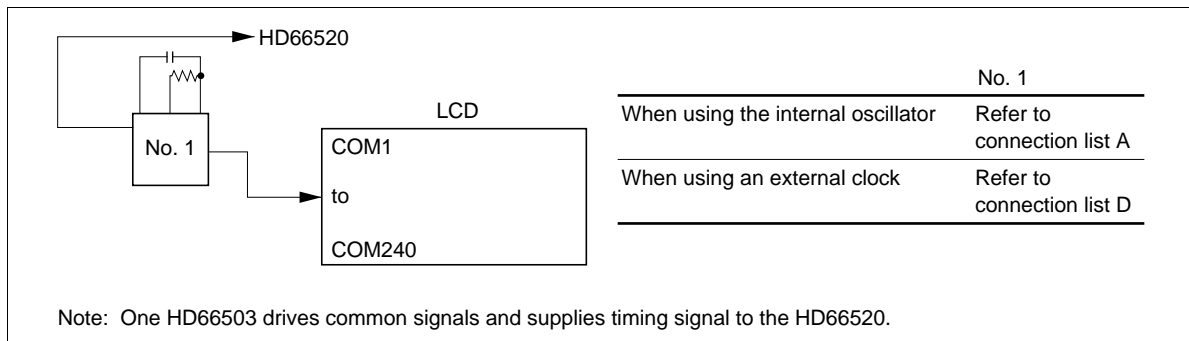 HD66520
No. 1
LCD
COM1
to
COM240
No. 1
When using the internal oscillator Refer to
connection list A
When using an external clock Refer to
connection list D
Note: One HD66503 drives common signals and supplies timing signal to the HD66520.